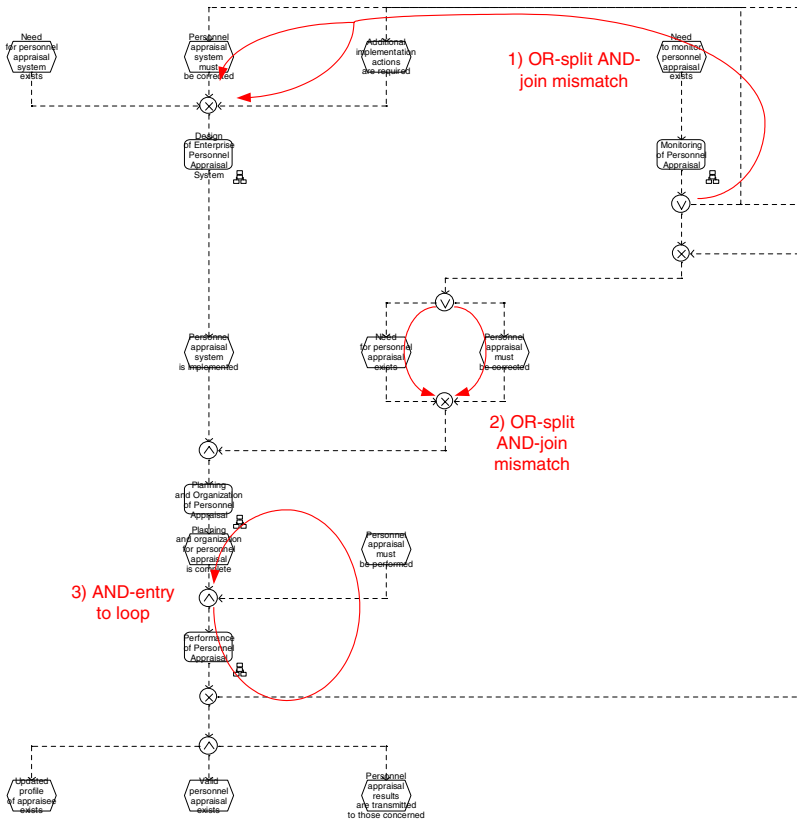 Need
for personnel
appraisal
system
exists
Personnel
appraisal
system
must
be corrected
Additional
implementation
actions
are required
Need
to monitor
personnel
appraisal
exists
1) OR-split AND-
join mismatch
Design
of Enterprise
Personnel
Appraisal
System
Monitoring
of Personnel
Appraisal
Personnel
appraisal
system
is implemented
Need
for personnel
appraisal
exists
Personnel
appraisal
must
be corrected
2) OR-split
AND-join
mismatch
Planning
and Organization
of Personnel
Appraisal
Planning
and organization
for personnel
appraisal
is complete
Personnel
appraisal
must
be performed
3) AND-entry
to loop
Performance
of Personnel
Appraisal
Updated
profile
of appraisee
exists
Valid
personnel
appraisal
exists
Personnel
appraisal
results
are transmitted
to those concerned